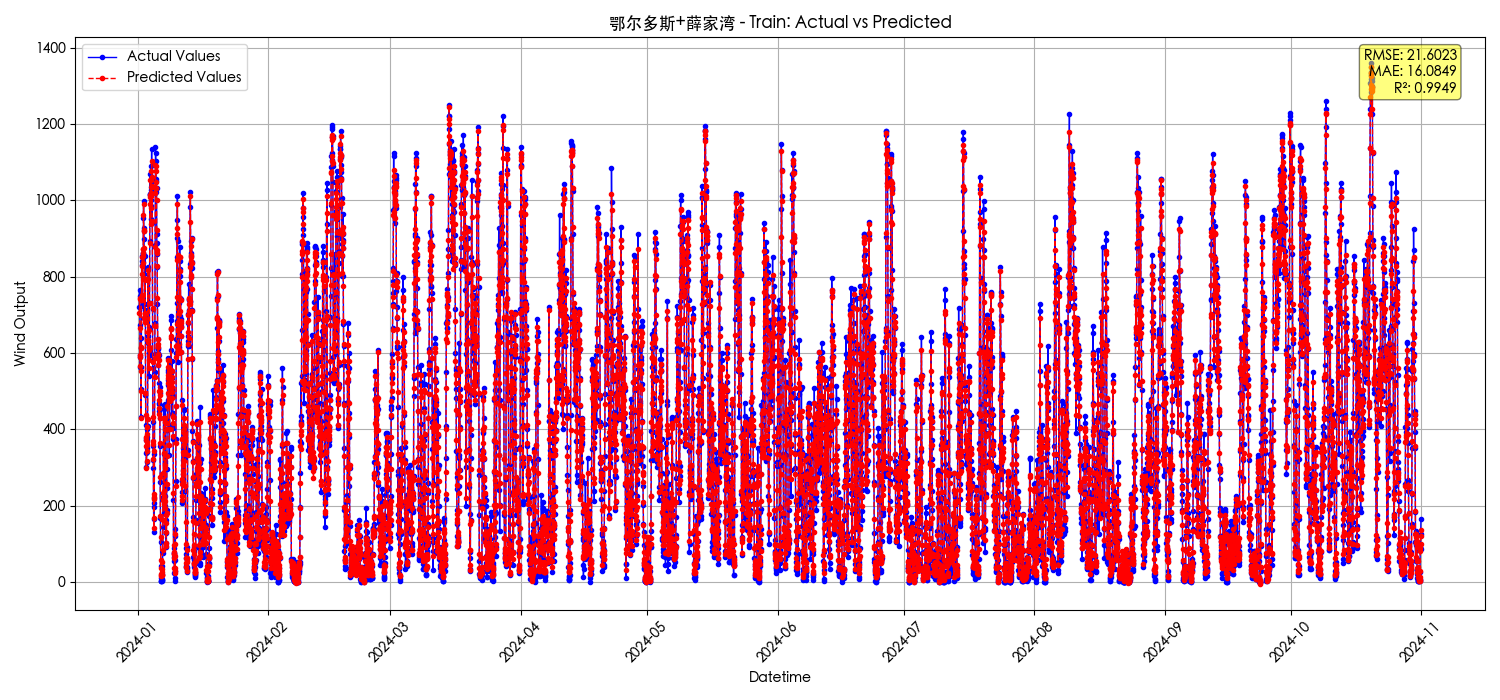 鄂尔多斯+薛家湾 - Train: Actual vs Predicted
Actual Values
Predicted Values
RMSE: 21.6023
MAE: 16.0849
R²: 0.9949
Wind Output
1400
1200
1000
800
600
400
200
0
2024-01
2024-02
2024-03
2024-04
2024-05
2024-06
2024-07
2024-08
2024-09
2024-10
2024-11
Datetime